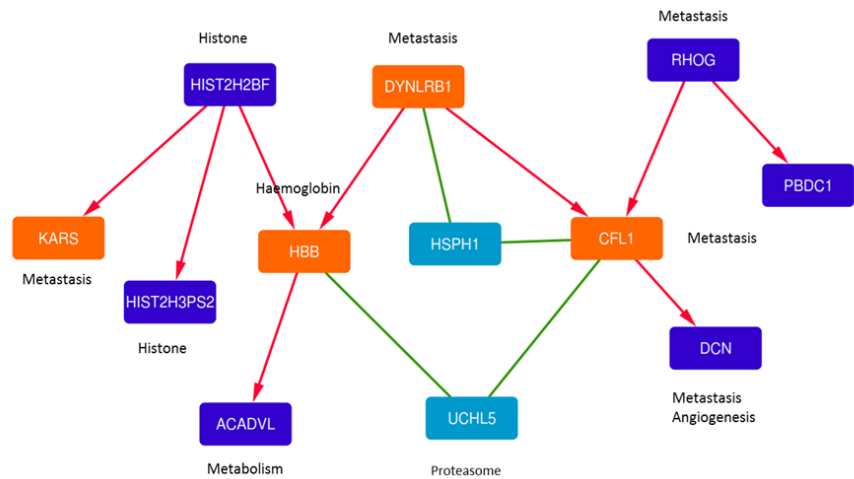 Metastasis
Histone
Metastasis
RHOG
HIST2H2BF
DYNLRB1
PBDC1
Haemoglobin
KARS
HBB
HSPH1
CFL1
Metastasis
Metastasis
HIST2H3PS2
Histone
DCN
Metastasis
Angiogenesis
ACADVL
UCHL5
Metabolism
Proteasome